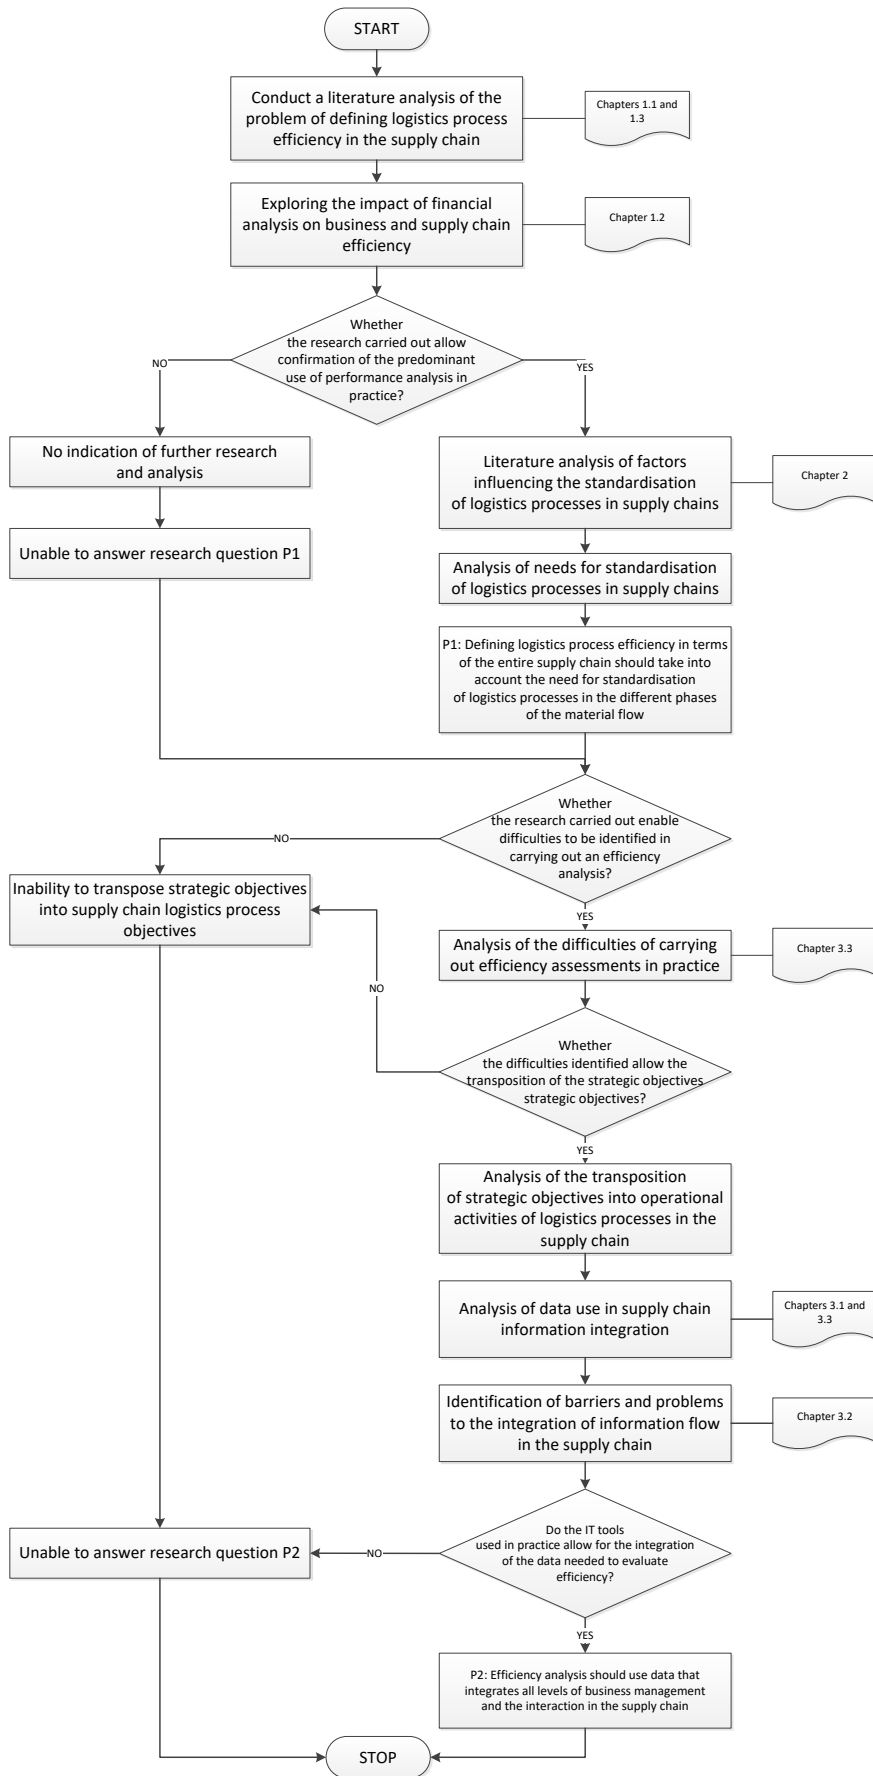 START
Conduct a literature analysis of the
problem of defining logistics process
efficiency in the supply chain
Chapters 1.1 and
1.3
Exploring the impact of financial
analysis on business and supply chain
efficiency
Chapter 1.2
Whether
the research carried out allow
confirmation of the predominant
use of performance analysis in
practice?
NO
YES
No indication of further research
and analysis
Literature analysis of factors
influencing the standardisation
of logistics processes in supply chains
Chapter 2
Unable to answer research question P1
Analysis of needs for standardisation
of logistics processes in supply chains
P1: Defining logistics process efficiency in terms
of the entire supply chain should take into
account the need for standardisation
of logistics processes in the different phases
of the material flow
Whether
the research carried out enable
difficulties to be identified in
carrying out an efficiency
analysis?
NO
YES
Inability to transpose strategic objectives
into supply chain logistics process
objectives
Analysis of the difficulties of carrying
out efficiency assessments in practice
Chapter 3.3
NO
Whether
the difficulties identified allow the
transposition of the strategic objectives
strategic objectives?
YES
Analysis of the transposition
of strategic objectives into operational
activities of logistics processes in the
supply chain
Analysis of data use in supply chain
information integration
Chapters 3.1 and
3.3
Identification of barriers and problems
to the integration of information flow
in the supply chain
Chapter 3.2
Do the IT tools
used in practice allow for the integration
of the data needed to evaluate
efficiency?
NO
Unable to answer research question P2
YES
P2: Efficiency analysis should use data that
integrates all levels of business management
and the interaction in the supply chain
STOP